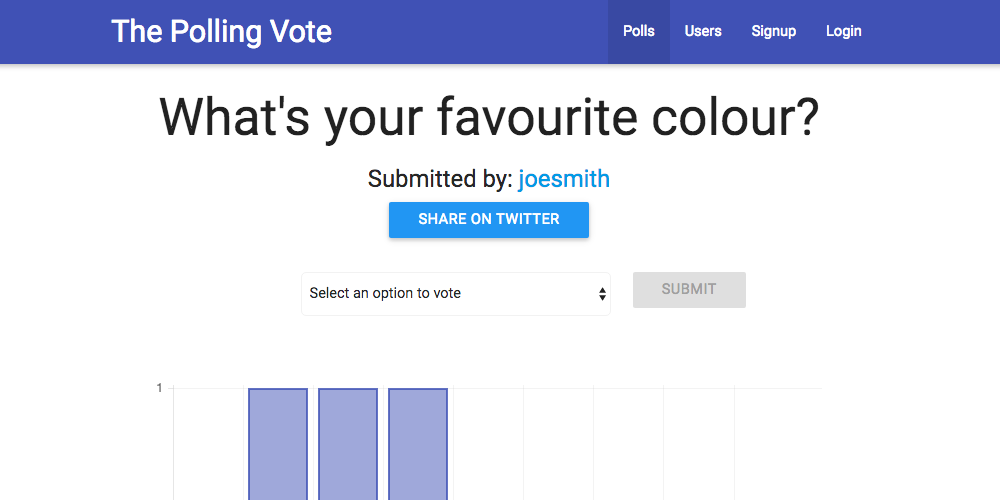 The Polling Vote
Polls Users Signup Login
What's your favourite colour?
Submitted by: joesmith
SHARE ON TWITTER
Select an option to vote
SUBMIT
1